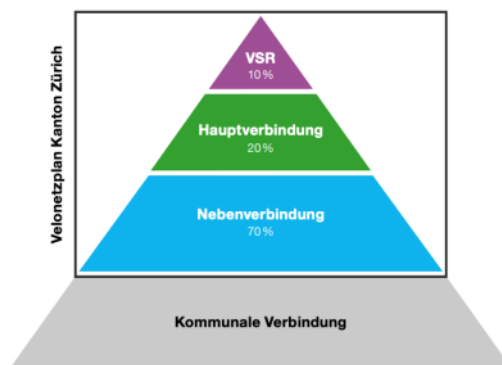 Velonetzplan Kanton Zürich
VSR
10 %
Hauptverbindung
20 %
Nebenverbindung
70 %
Kommunale Verbindung